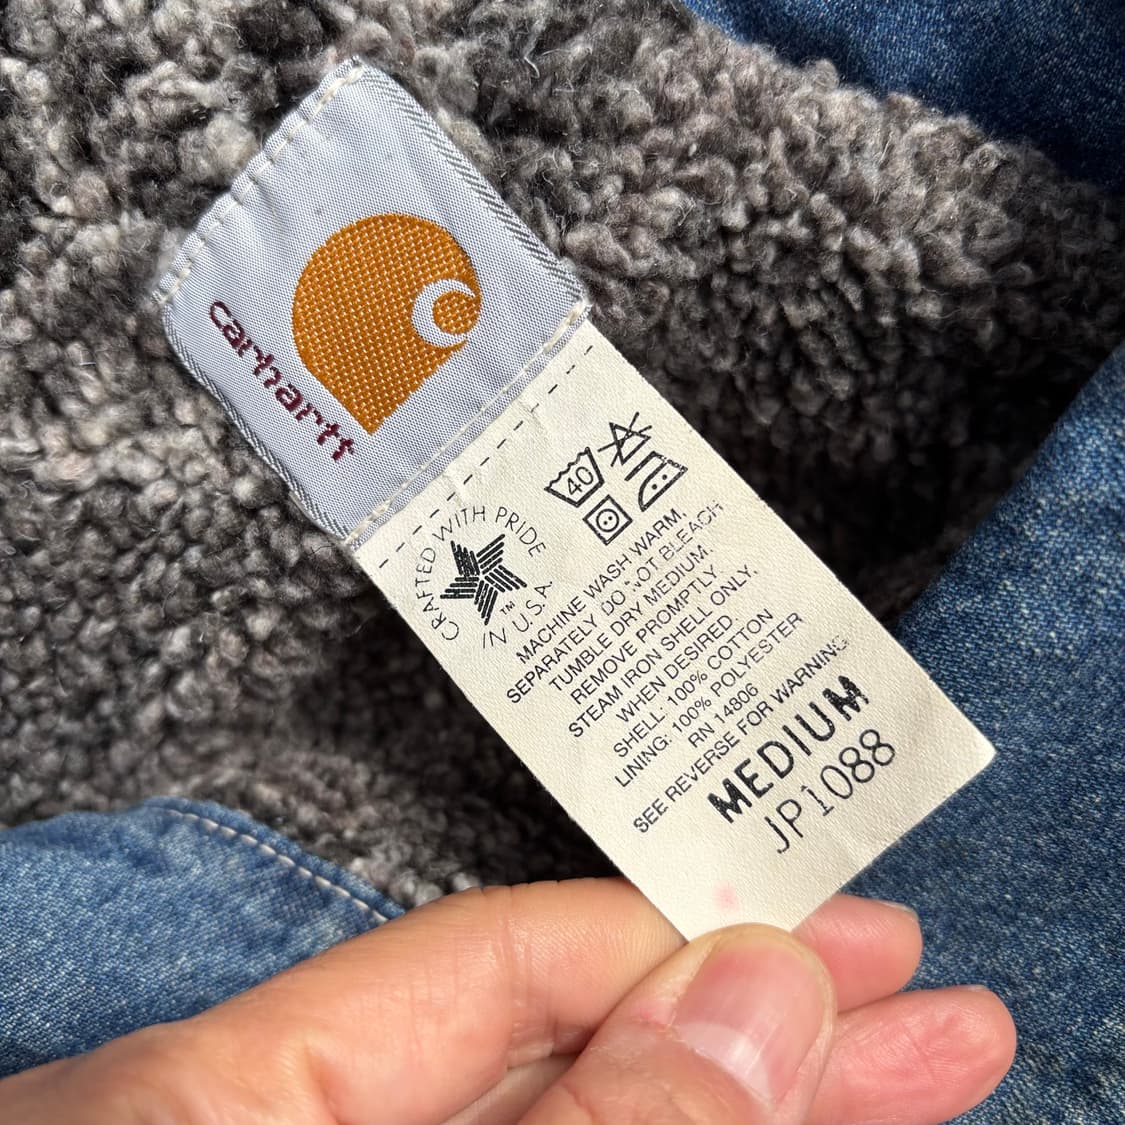 carhartt
40
CRAFTED WITH PRIDE
IN U.S.A.
TM
MACHINE WASH WARM,
SEPARATELY. DO NOT BLEACH
TUMBLE DRY MEDIUM.
REMOVE PROMPTLY.
STEAM IRON SHELL ONLY,
WHEN DESIRED
SHELL: 100% COTTON
LINING: 100% POLYESTER
RN 14806
SEE REVERSE FOR WARNING
MEDIUM
JP1088